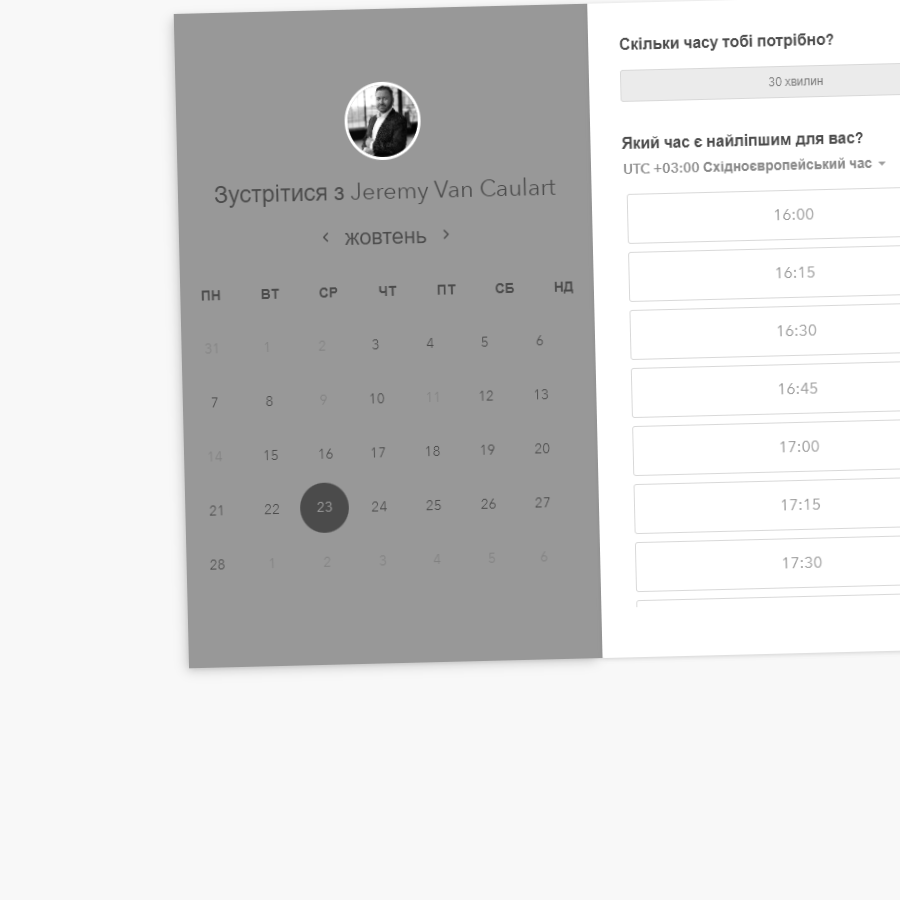 Зустрітися з Jeremy Van Caulart
жовтень
ПН ВТ СР ЧТ ПТ СБ НД
31 1 2 3 4 5 6
7 8 9 10 11 12 13
14 15 16 17 18 19 20
21 22 23 24 25 26 27
28 1 2 3 4 5 6
Скільки часу тобі потрібно?
30 хвилин
Який час є найліпшим для вас?
UTC +03:00 Східноєвропейський час
16:00
16:15
16:30
16:45
17:00
17:15
17:30